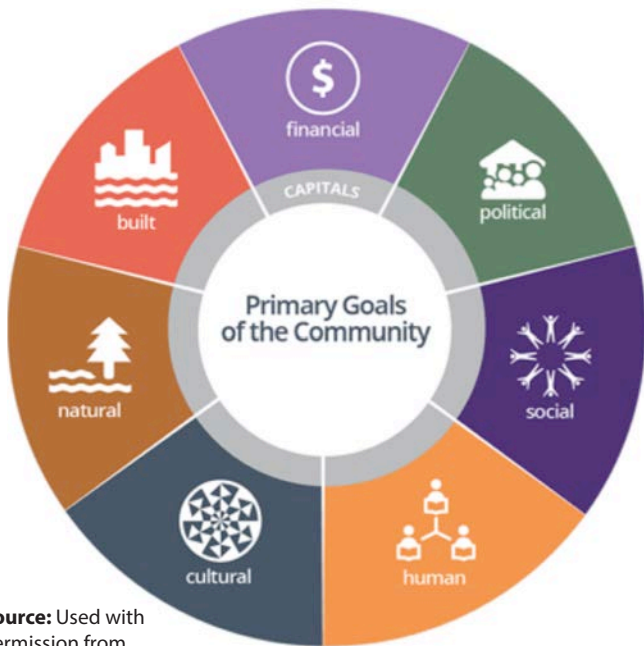 $
financial
CAPITALS
political
built
Primary Goals
of the Community
natural
social
cultural
human
ource: Used with
ermission from